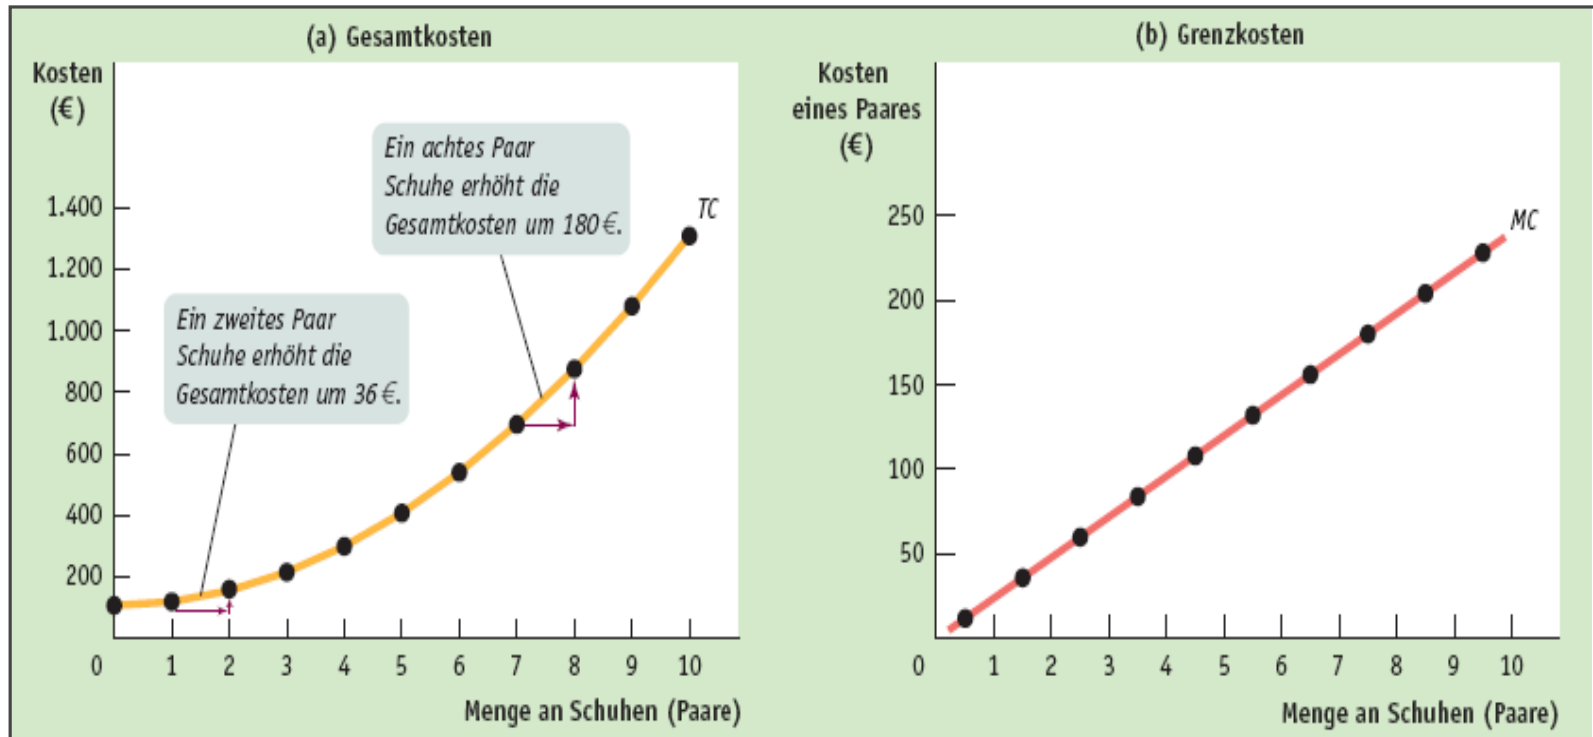 (a) Gesamtkosten
Kosten
(€)
1.400
1.200
1.000
800
600
400
200
0 1 2 3 4 5 6 7 8 9 10
Menge an Schuhen (Paare)
Ein zweites Paar
Schuhe erhöht die
Gesamtkosten um 36 €.
Ein achtes Paar
Schuhe erhöht die
Gesamtkosten um 180 €.
TC
(b) Grenzkosten
Kosten
eines Paares
(€)
250
200
150
100
50
0 1 2 3 4 5 6 7 8 9 10
Menge an Schuhen (Paare)
MC